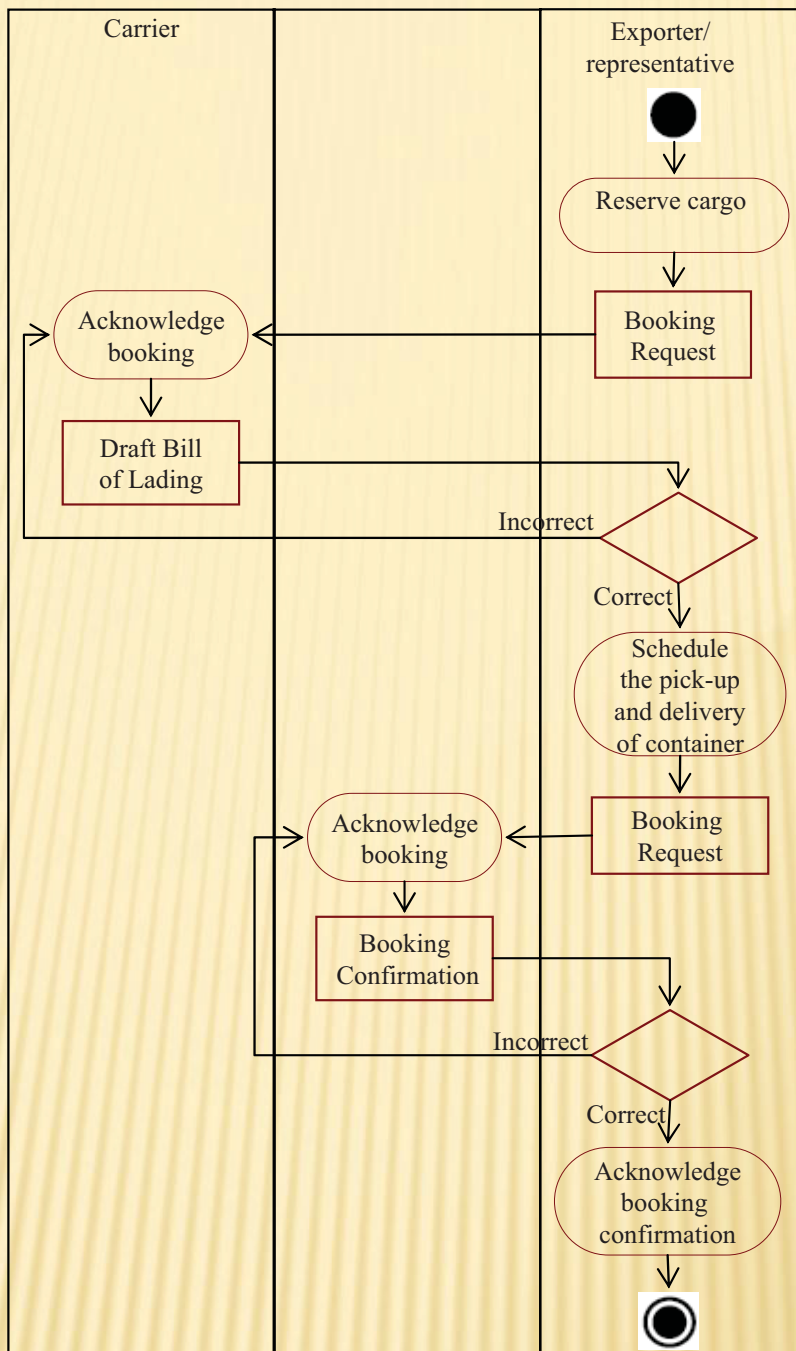 Carrier
Exporter/
representative
Reserve cargo
Booking
Request
Acknowledge
booking
Draft Bill
of Lading
Incorrect
Correct
Schedule
the pick-up
and delivery
of container
Booking
Request
Acknowledge
booking
Booking
Confirmation
Incorrect
Correct
Acknowledge
booking
confirmation